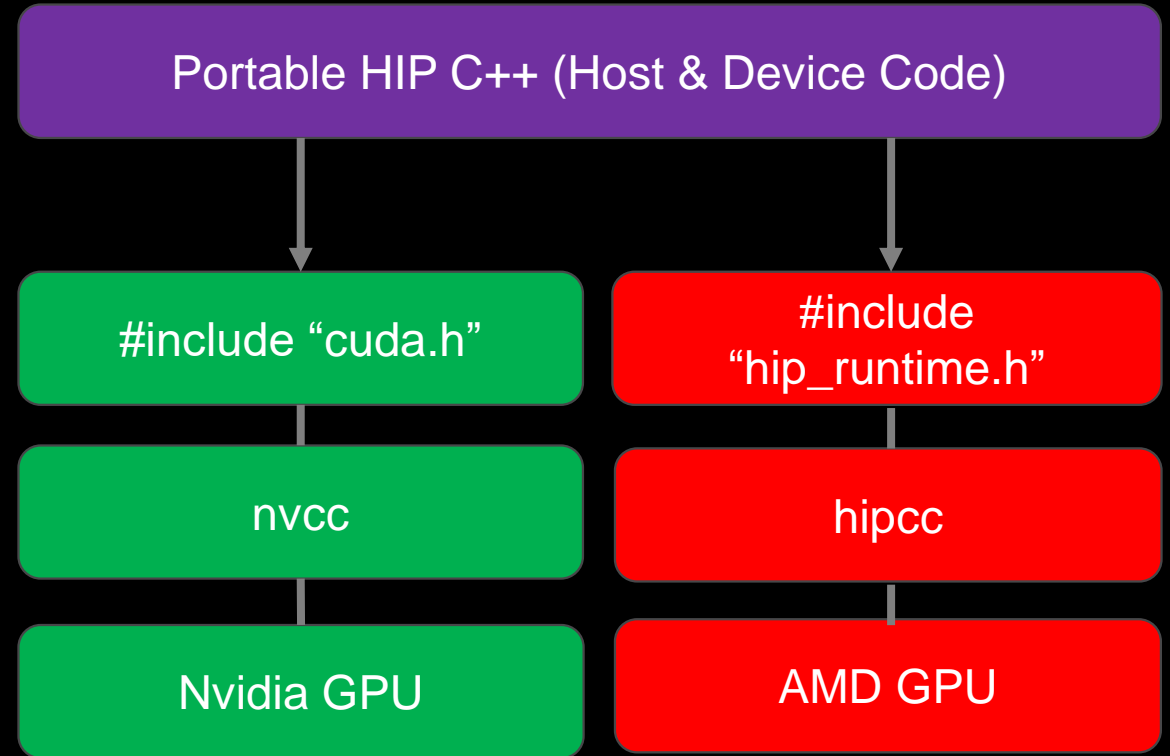 Portable HIP C++ (Host & Device Code)
#include “cuda.h”
nvcc
Nvidia GPU
#include
“hip_runtime.h”
hipcc
AMD GPU